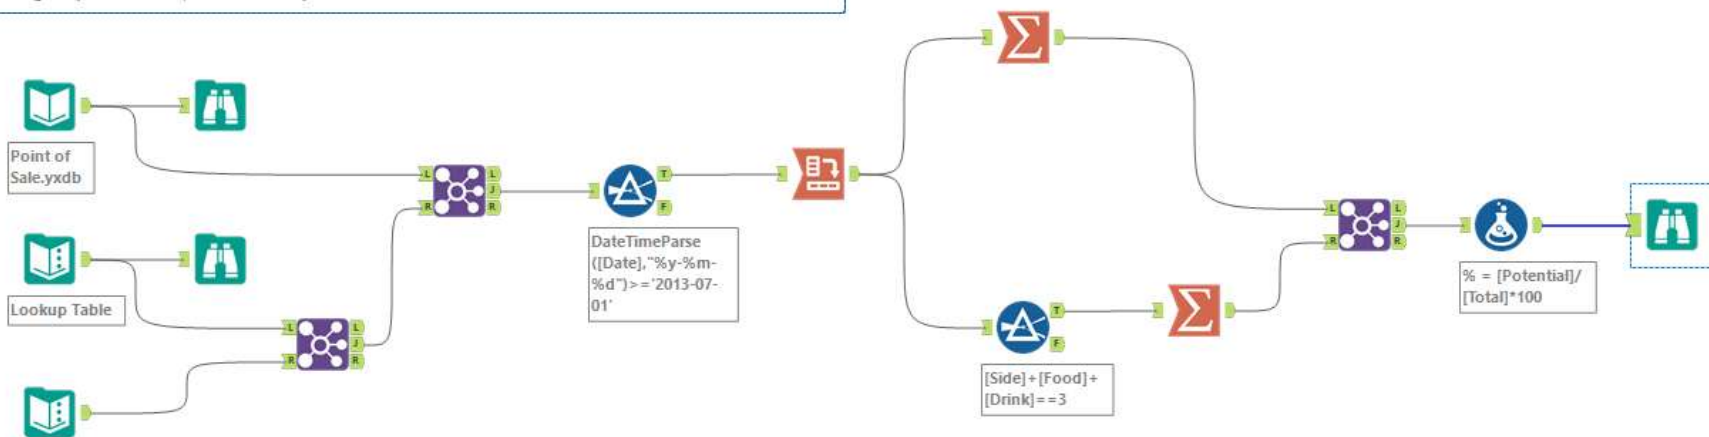 Point of
Sale.yxdb
Lookup Table
L
R
L
J
R
L
R
L
J
R
T
F
DateTimeParse
([Date],"%y-%m-
%d")>='2013-07-
01'
T
F
[Side]+[Food]+
[Drink]==3
L
R
L
J
R
% = [Potential]/
[Total]*100